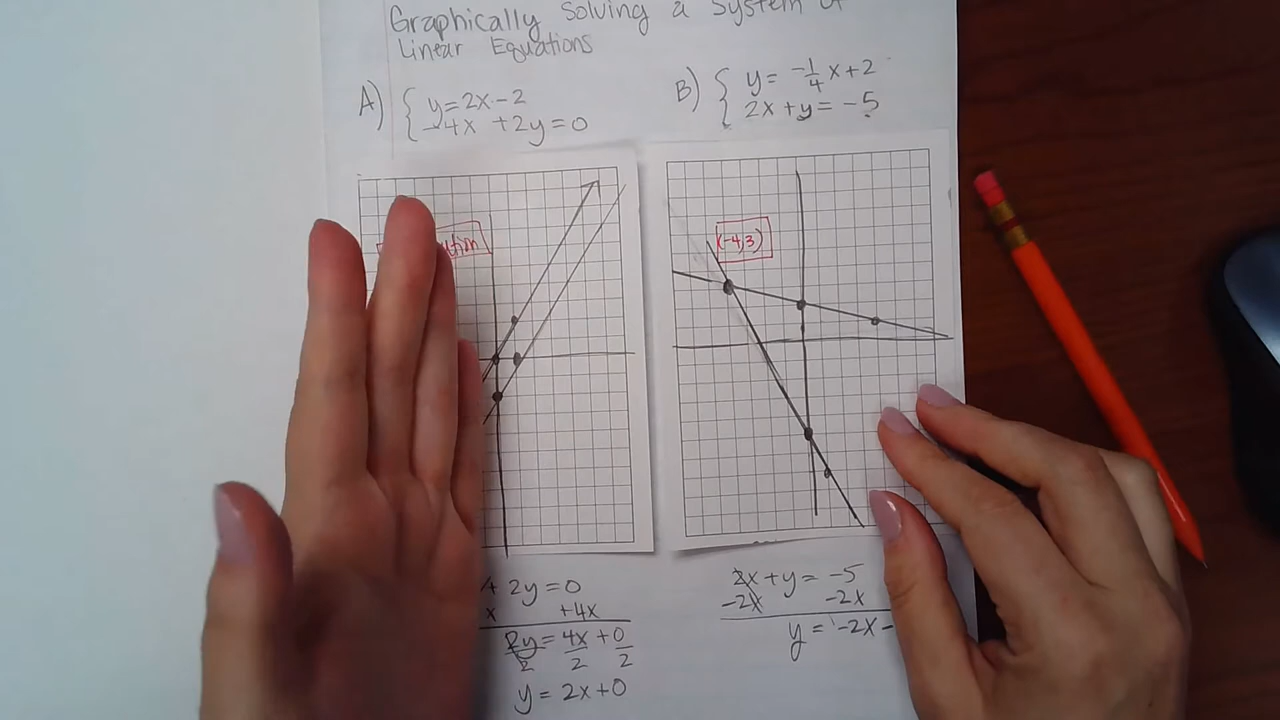 Graphically Solving a System of
Linear Equations
A) { y=2x-2
-4x +2y=0
B) { y= -1/4 x+2
2x+y= -5
(-4,3)
+ 2y=0
x +4x
2y = 4x + 0
2 2 2
y = 2x+0
2x+y = -5
-2x -2x
y = -2x-